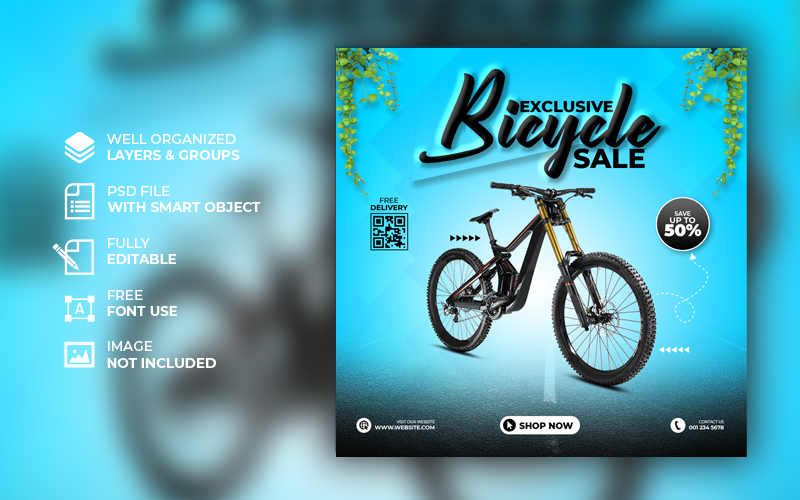 WELL ORGANIZED
LAYERS & GROUPS
PSD FILE
WITH SMART OBJECT
FULLY
EDITABLE
A
FREE
FONT USE
IMAGE
NOT INCLUDED
EXCLUSIVE
Bicycle
SALE
FREE
DELIVERY
SAVE
UP TO
50%
VISIT OUR WEBSITE
WWW.WEBSITE.COM
SHOP NOW
CONTACT US
001 234 5678